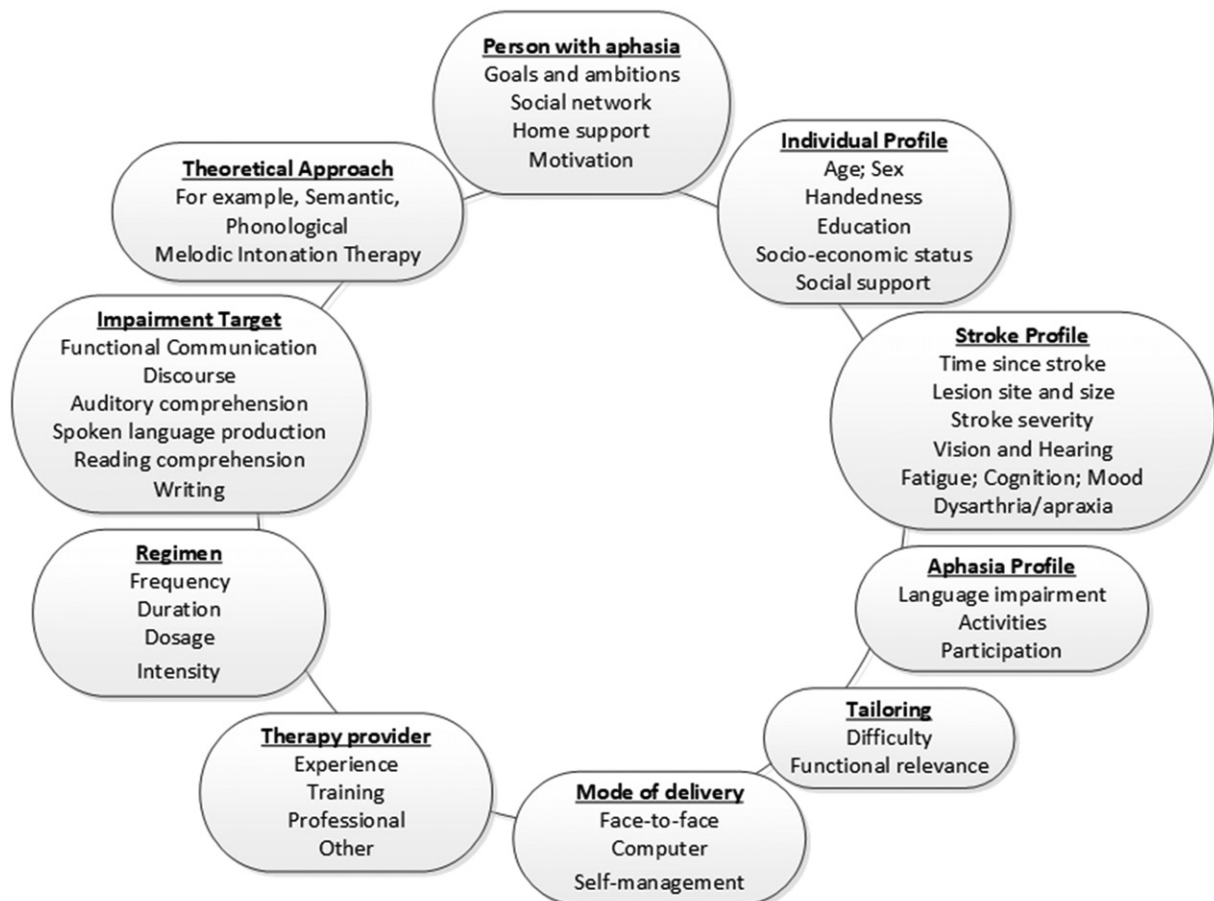 Person with aphasia
Goals and ambitions
Social network
Home support
Motivation
Individual Profile
Age; Sex
Handedness
Education
Socio-economic status
Social support
Stroke Profile
Time since stroke
Lesion site and size
Stroke severity
Vision and Hearing
Fatigue; Cognition; Mood
Dysarthria/apraxia
Aphasia Profile
Language impairment
Activities
Participation
Tailoring
Difficulty
Functional relevance
Mode of delivery
Face-to-face
Computer
Self-management
Therapy provider
Experience
Training
Professional
Other
Regimen
Frequency
Duration
Dosage
Intensity
Impairment Target
Functional Communication
Discourse
Auditory comprehension
Spoken language production
Reading comprehension
Writing
Theoretical Approach
For example, Semantic,
Phonological
Melodic Intonation Therapy